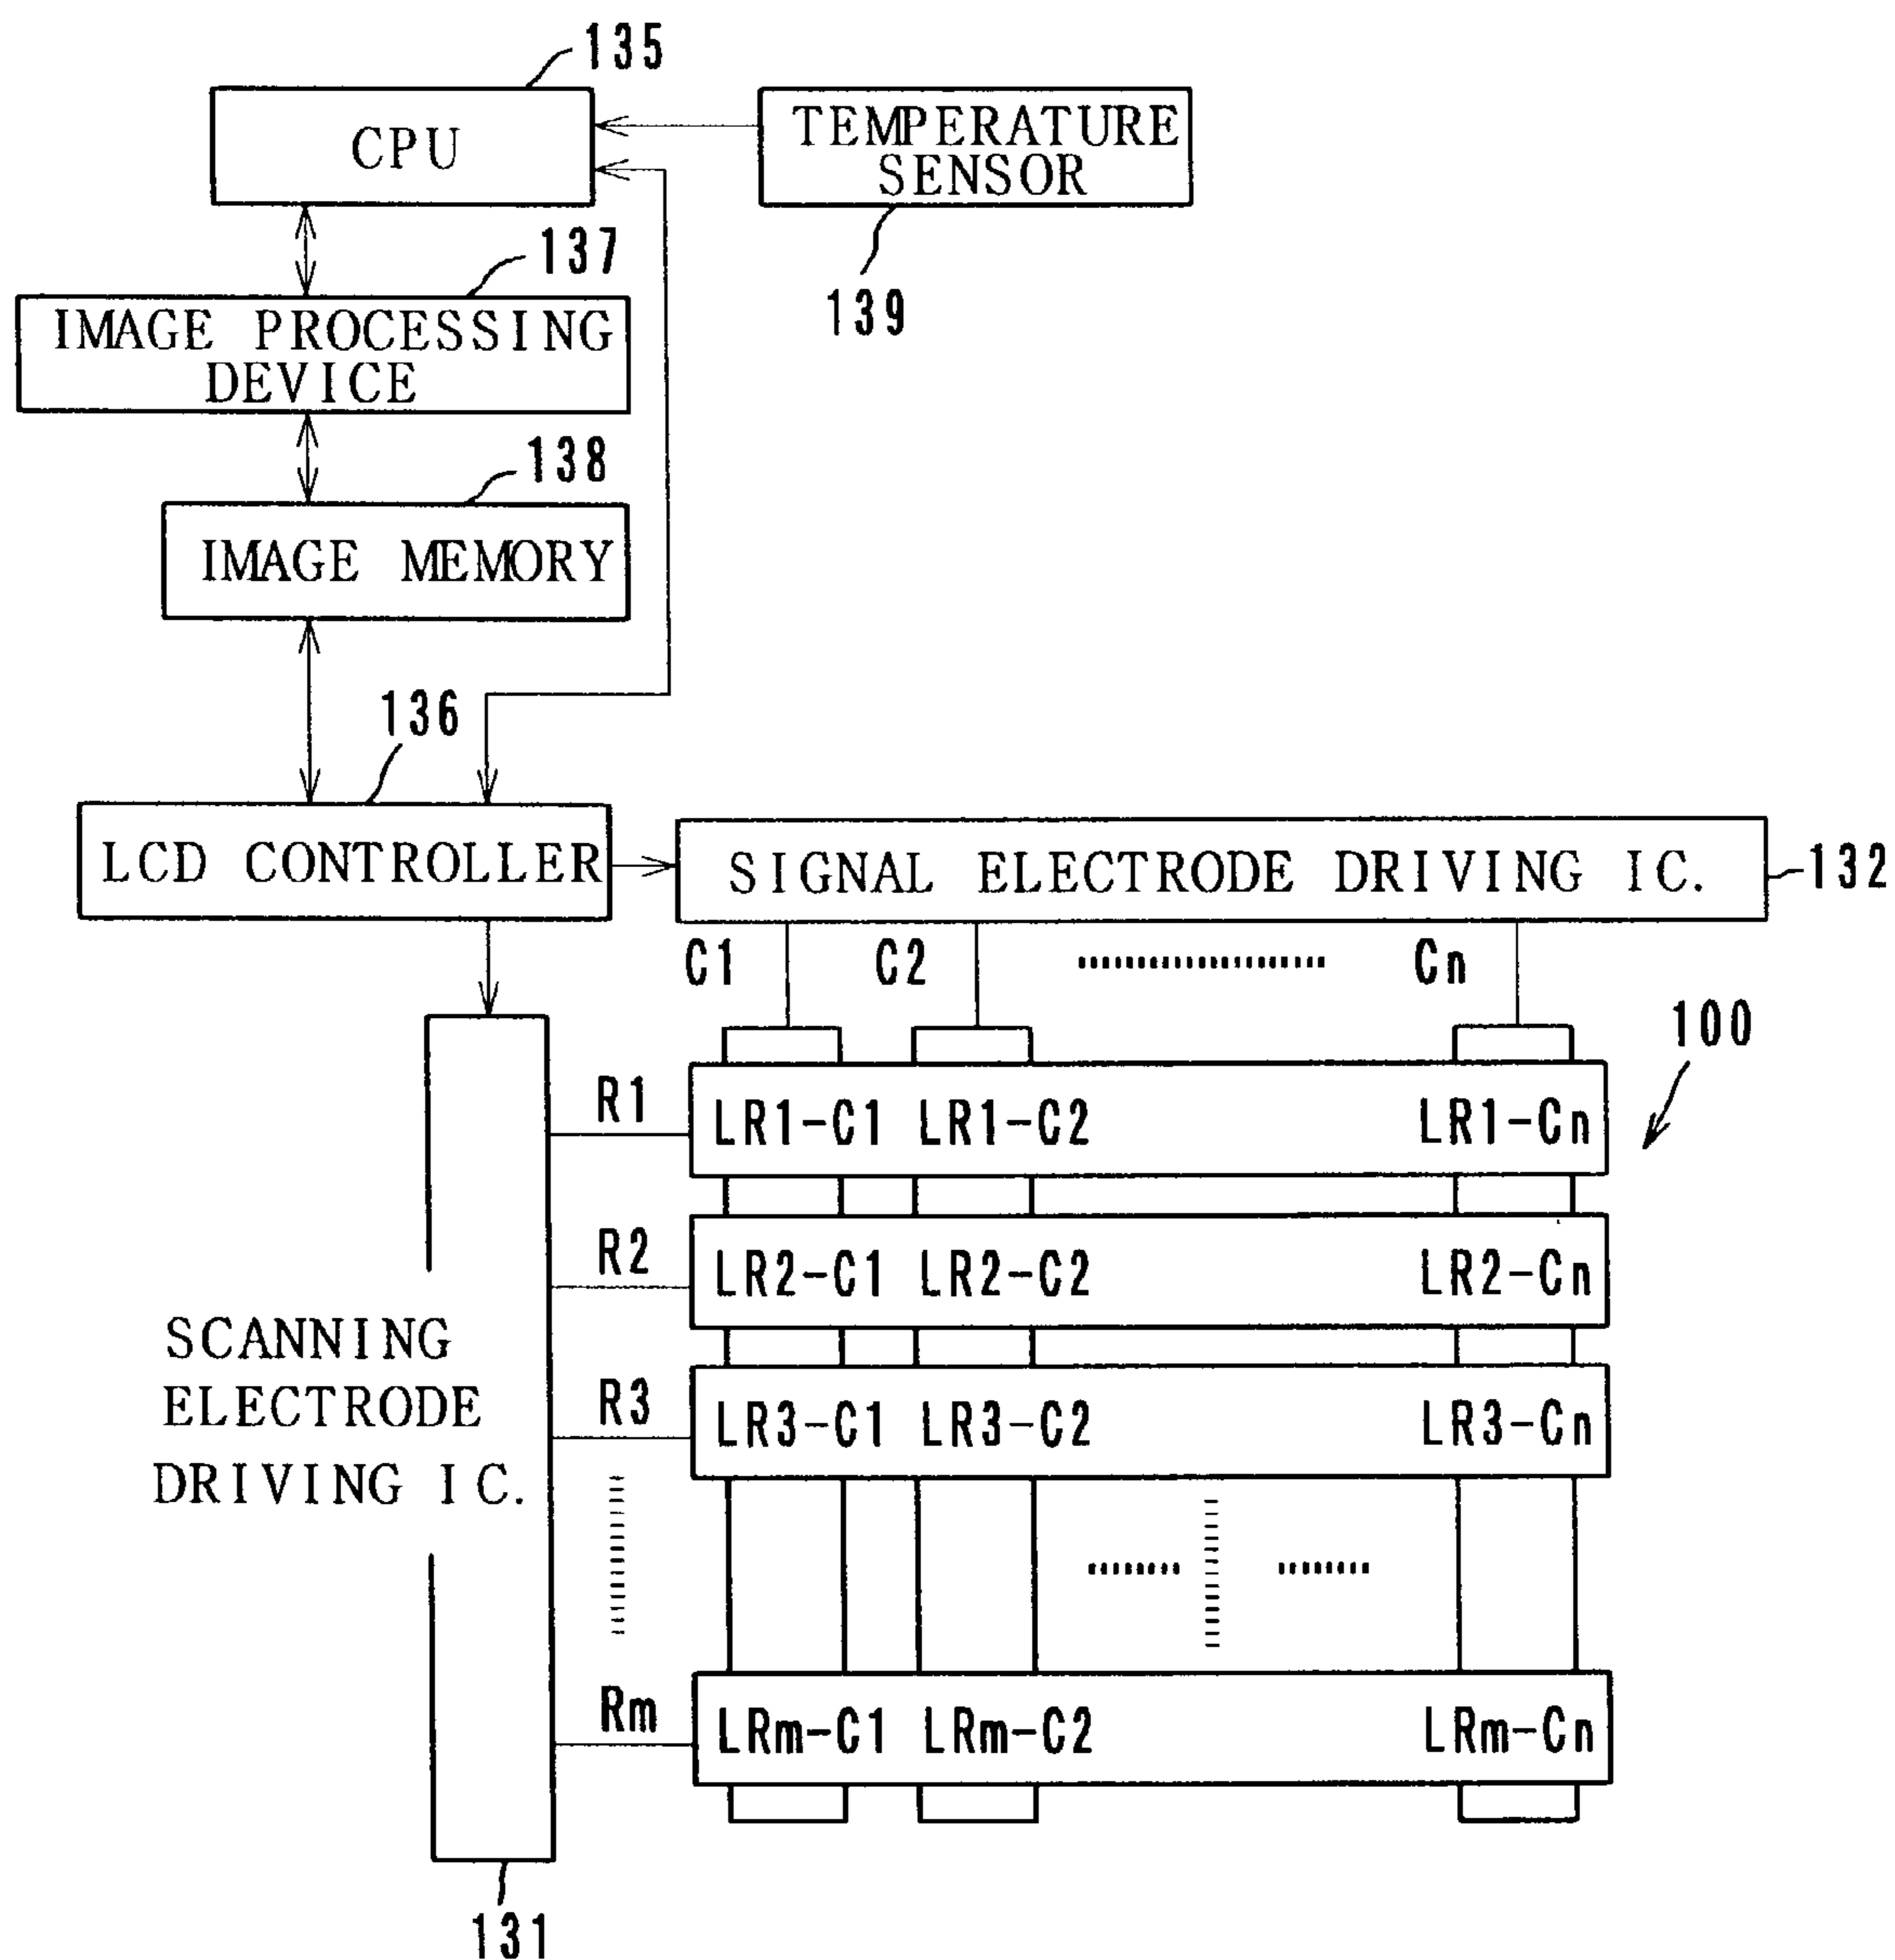 135
CPU
TEMPERATURE
SENSOR
139
137
IMAGE PROCESSING
DEVICE
138
IMAGE MEMORY
136
LCD CONTROLLER
SIGNAL ELECTRODE DRIVING IC.
132
C1
C2
Cn
100
R1
LR1-C1 LR1-C2 LR1-Cn
R2
LR2-C1 LR2-C2 LR2-Cn
R3
LR3-C1 LR3-C2 LR3-Cn
SCANNING
ELECTRODE
DRIVING IC.
Rm
LRm-C1 LRm-C2 LRm-Cn
131